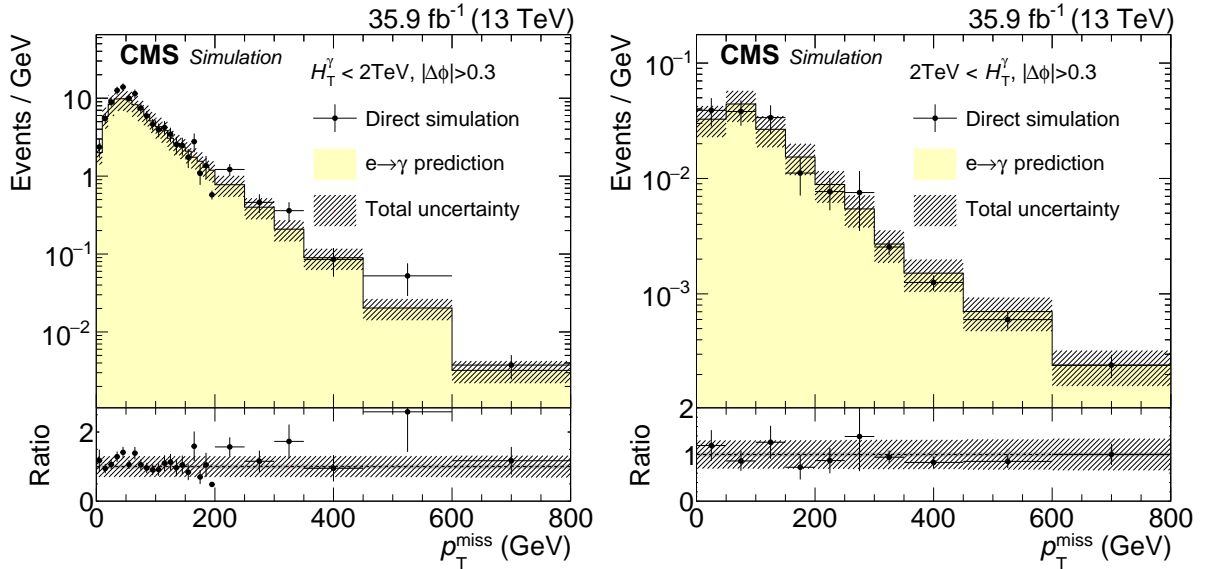 35.9 fb⁻¹ (13 TeV)
CMS Simulation
H_T^γ < 2TeV, |Δϕ|>0.3
Direct simulation
e→γ prediction
Total uncertainty
Events / GeV
10
1
10⁻¹
10⁻²
Ratio
2
1
0
0 200 400 600 800
p_T^miss (GeV)
35.9 fb⁻¹ (13 TeV)
CMS Simulation
2TeV < H_T^γ, |Δϕ|>0.3
Direct simulation
e→γ prediction
Total uncertainty
Events / GeV
10⁻¹
10⁻²
10⁻³
Ratio
2
1
0
0 200 400 600 800
p_T^miss (GeV)